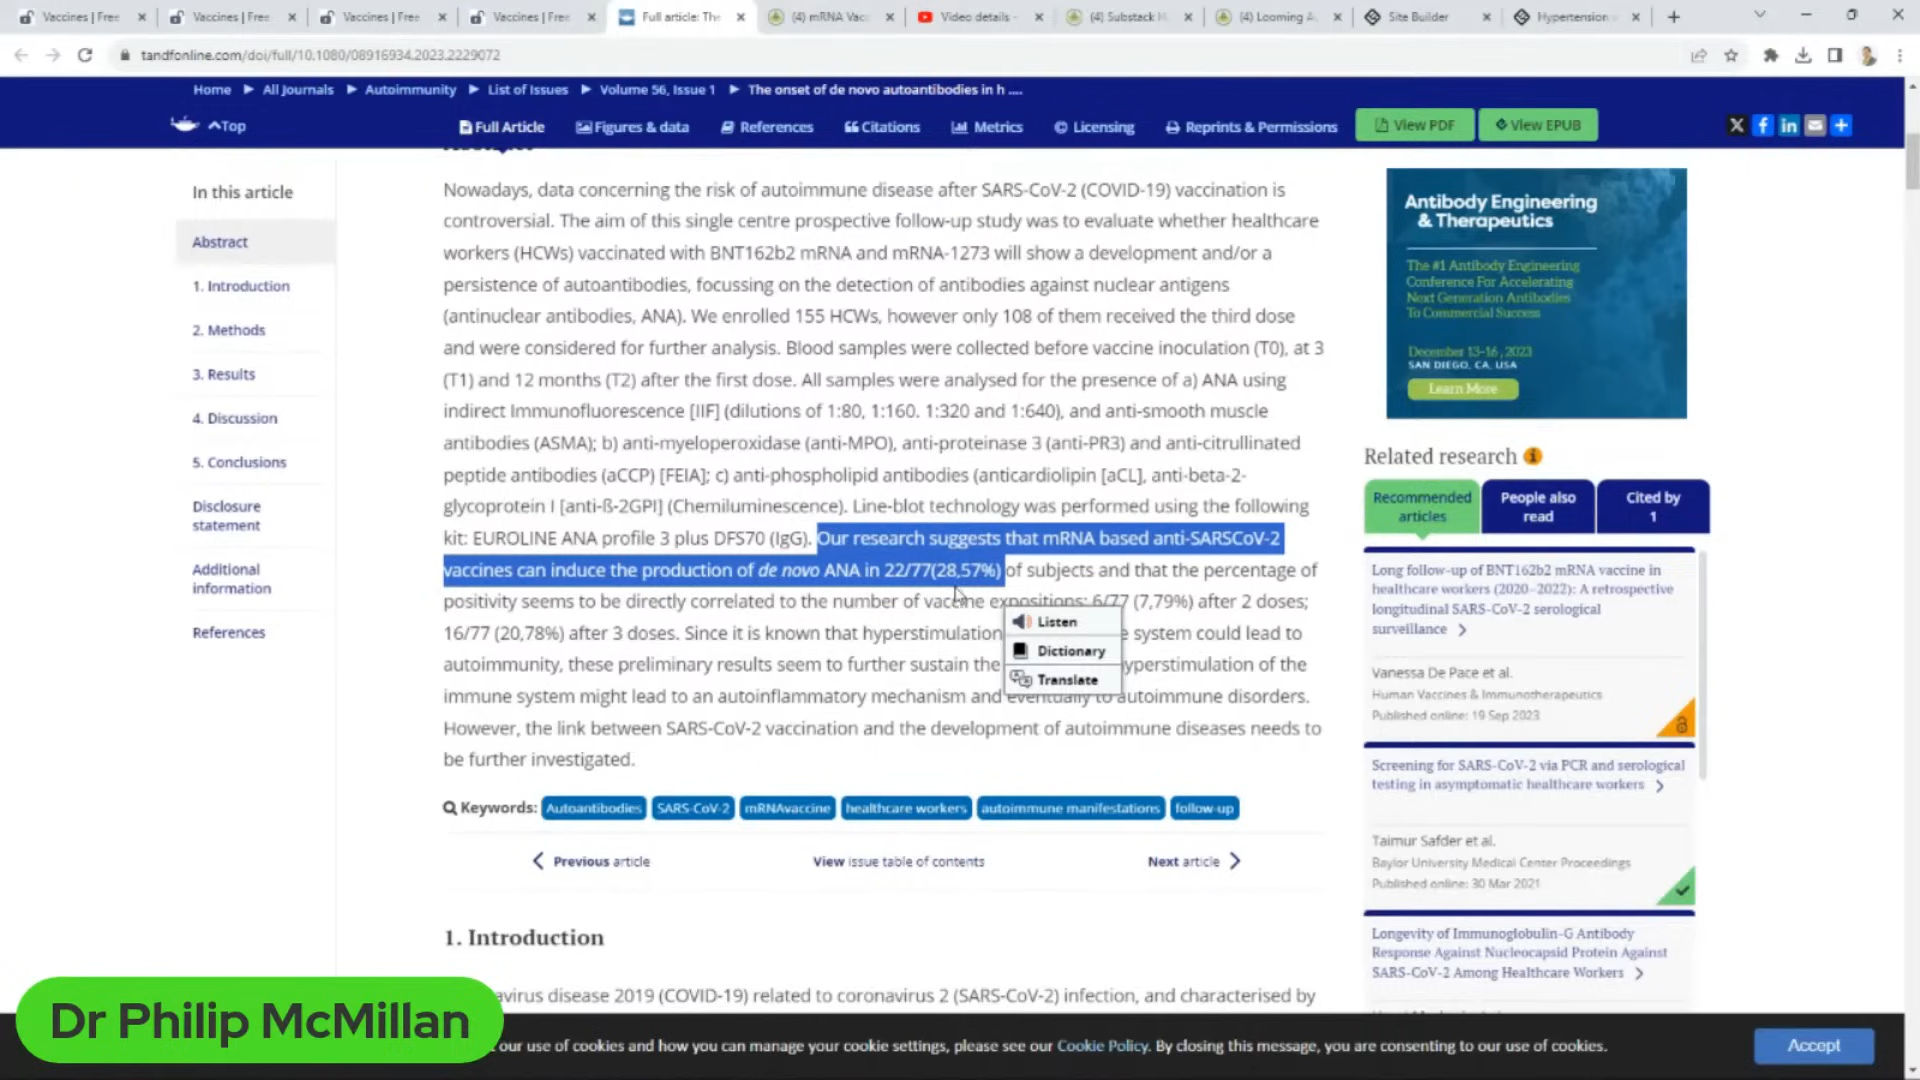 Vaccines | Free
Vaccines | Free
Vaccines | Free
Vaccines | Free
Full article: The
(4) mRNA Vac
Video details -
(4) Substack
(4) Looming
Site Builder
Hypertension
tandfonline.com/doi/full/10.1080/08916934.2023.2229072
Home ▶ All Journals ▶ Autoimmunity ▶ List of Issues ▶ Volume 56, Issue 1 ▶ The onset of de novo autoantibodies in h ....
Top
Full Article
Figures & data
References
Citations
Metrics
Licensing
Reprints & Permissions
View PDF
View EPUB
In this article
Abstract
1. Introduction
2. Methods
3. Results
4. Discussion
5. Conclusions
Disclosure
statement
Additional
information
References
Nowadays, data concerning the risk of autoimmune disease after SARS-CoV-2 (COVID-19) vaccination is
controversial. The aim of this single centre prospective follow-up study was to evaluate whether healthcare
workers (HCWs) vaccinated with BNT162b2 mRNA and mRNA-1273 will show a development and/or a
persistence of autoantibodies, focussing on the detection of antibodies against nuclear antigens
(antinuclear antibodies, ANA). We enrolled 155 HCWs, however only 108 of them received the third dose
and were considered for further analysis. Blood samples were collected before vaccine inoculation (T0), at 3
(T1) and 12 months (T2) after the first dose. All samples were analysed for the presence of a) ANA using
indirect Immunofluorescence [IIF] (dilutions of 1:80, 1:160. 1:320 and 1:640), and anti-smooth muscle
antibodies (ASMA); b) anti-myeloperoxidase (anti-MPO), anti-proteinase 3 (anti-PR3) and anti-citrullinated
peptide antibodies (aCCP) [FEIA]; c) anti-phospholipid antibodies (anticardiolipin [aCL], anti-beta-2-
glycoprotein I [anti-ß-2GPI] (Chemiluminescence). Line-blot technology was performed using the following
kit: EUROLINE ANA profile 3 plus DFS70 (IgG). Our research suggests that mRNA based anti-SARSCoV-2
vaccines can induce the production of de novo ANA in 22/77(28,57%) of subjects and that the percentage of
positivity seems to be directly correlated to the number of vaccine expositions: 6/77 (7,79%) after 2 doses;
16/77 (20,78%) after 3 doses. Since it is known that hyperstimulation e system could lead to
autoimmunity, these preliminary results seem to further sustain the yperstimulation of the
immune system might lead to an autoinflammatory mechanism and eventually to autoimmune disorders.
However, the link between SARS-CoV-2 vaccination and the development of autoimmune diseases needs to
be further investigated.
Listen
Dictionary
Translate
Keywords: Autoantibodies SARS-CoV-2 mRNAvaccine healthcare workers autoimmune manifestations follow-up
Previous article
View issue table of contents
Next article
1. Introduction
avirus disease 2019 (COVID-19) related to coronavirus 2 (SARS-CoV-2) infection, and characterised by
Antibody Engineering
& Therapeutics
The #1 Antibody Engineering
Conference For Accelerating
Next Generation Antibodies
To Commercial Success
December 13-16, 2023
SAN DIEGO, CA, USA
Learn More
Related research
Recommended
articles
People also
read
Cited by
1
Long follow-up of BNT162b2 mRNA vaccine in
healthcare workers (2020–2022): A retrospective
longitudinal SARS-CoV-2 serological
surveillance
Vanessa De Pace et al.
Human Vaccines & Immunotherapeutics
Published online: 19 Sep 2023
Screening for SARS-CoV-2 via PCR and serological
testing in asymptomatic healthcare workers
Taimur Safder et al.
Baylor University Medical Center Proceedings
Published online: 30 Mar 2021
Longevity of Immunoglobulin-G Antibody
Response Against Nucleocapsid Protein Against
SARS-CoV-2 Among Healthcare Workers
Dr Philip McMillan
our use of cookies and how you can manage your cookie settings, please see our Cookie Policy. By closing this message, you are consenting to our use of cookies.
Accept